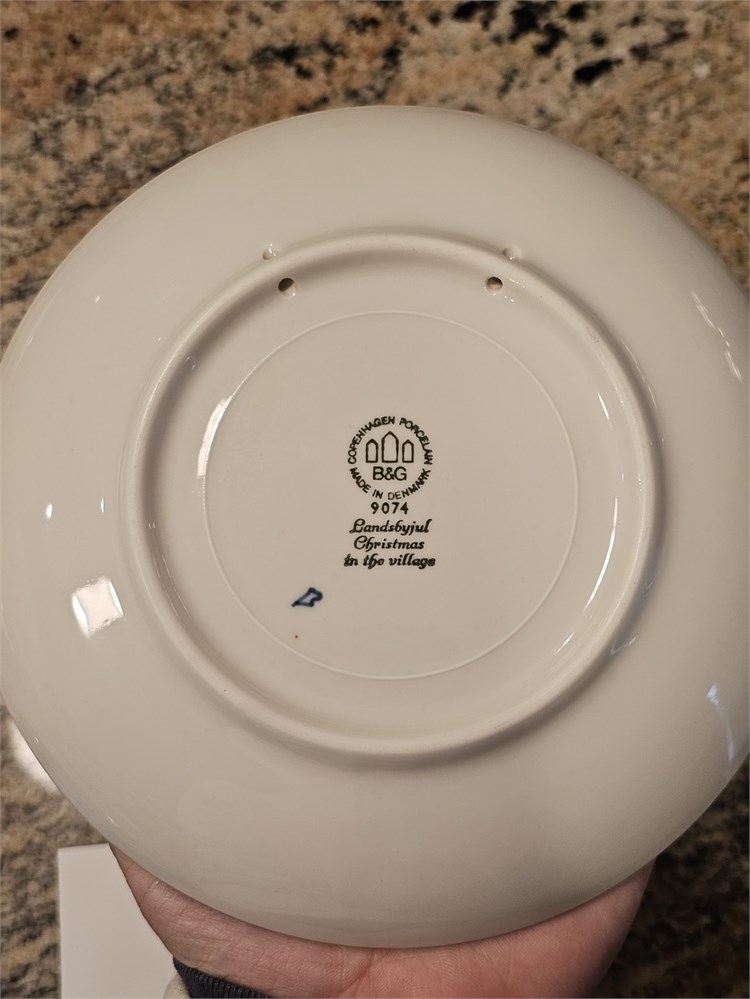 COPENHAGEN PORCELAIN
B&G
MADE IN DENMARK
9074
Landsbyjul
Christmas
in the village